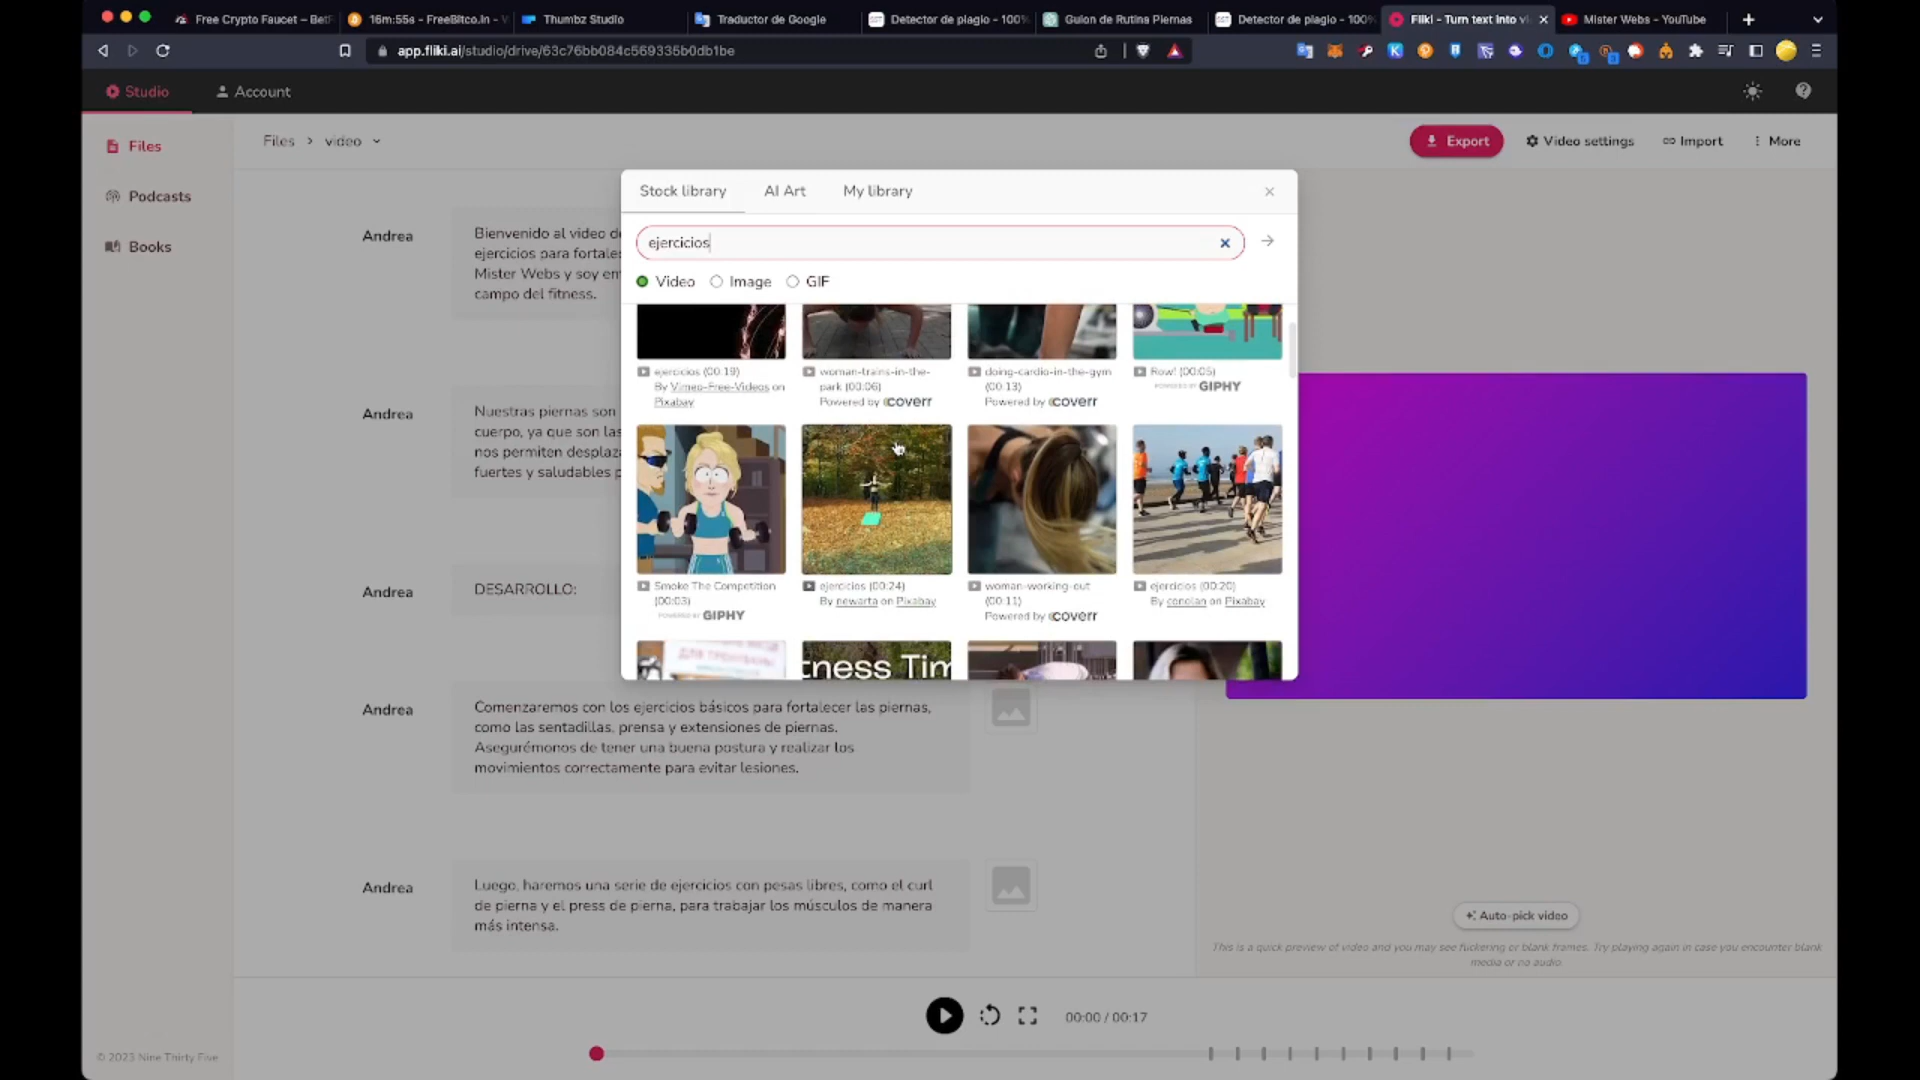 Free Crypto Faucet – Bet
16m:55s - FreeBitco.in -
Thumbz Studio
Traductor de Google
Detector de plagio - 100%
Guion de Rutina Piernas
Detector de plagio - 100%
Fliki - Turn text into vi
Mister Webs - YouTube
app.fliki.ai/studio/drive/63c76bb084c569335b0db1be
Studio
Account
Files
Podcasts
Books
Files > video
Export
Video settings
Import
More
Stock library
AI Art
My library
ejercicios
Video
Image
GIF
ejercicios (00:19)
By Vimeo-Free-Videos on
Pixabay
woman-trains-in-the-
park (00:06)
Powered by coverr
doing-cardio-in-the-gym
(00:13)
Powered by coverr
Row! (00:05)
POWERED BY GIPHY
Smoke The Competition
(00:03)
POWERED BY GIPHY
ejercicios (00:24)
By newarta on Pixabay
woman-working-out
(00:11)
Powered by coverr
ejercicios (00:20)
By conolan on Pixabay
tness Tim
Andrea
Bienvenido al video de
ejercicios para fortale
Mister Webs y soy en
campo del fitness.
Andrea
Nuestras piernas son
cuerpo, ya que son las
nos permiten despla
fuertes y saludables p
Andrea
DESARROLLO:
Andrea
Comenzaremos con los ejercicios básicos para fortalecer las piernas,
como las sentadillas, prensa y extensiones de piernas.
Asegurémonos de tener una buena postura y realizar los
movimientos correctamente para evitar lesiones.
Andrea
Luego, haremos una serie de ejercicios con pesas libres, como el curl
de pierna y el press de pierna, para trabajar los músculos de manera
más intensa.
Auto-pick video
This is a quick preview of video and you may see flickering or blank frames. Try playing again in case you encounter blank
media or no audio.
00:00 / 00:17
© 2023 Nine Thirty Five